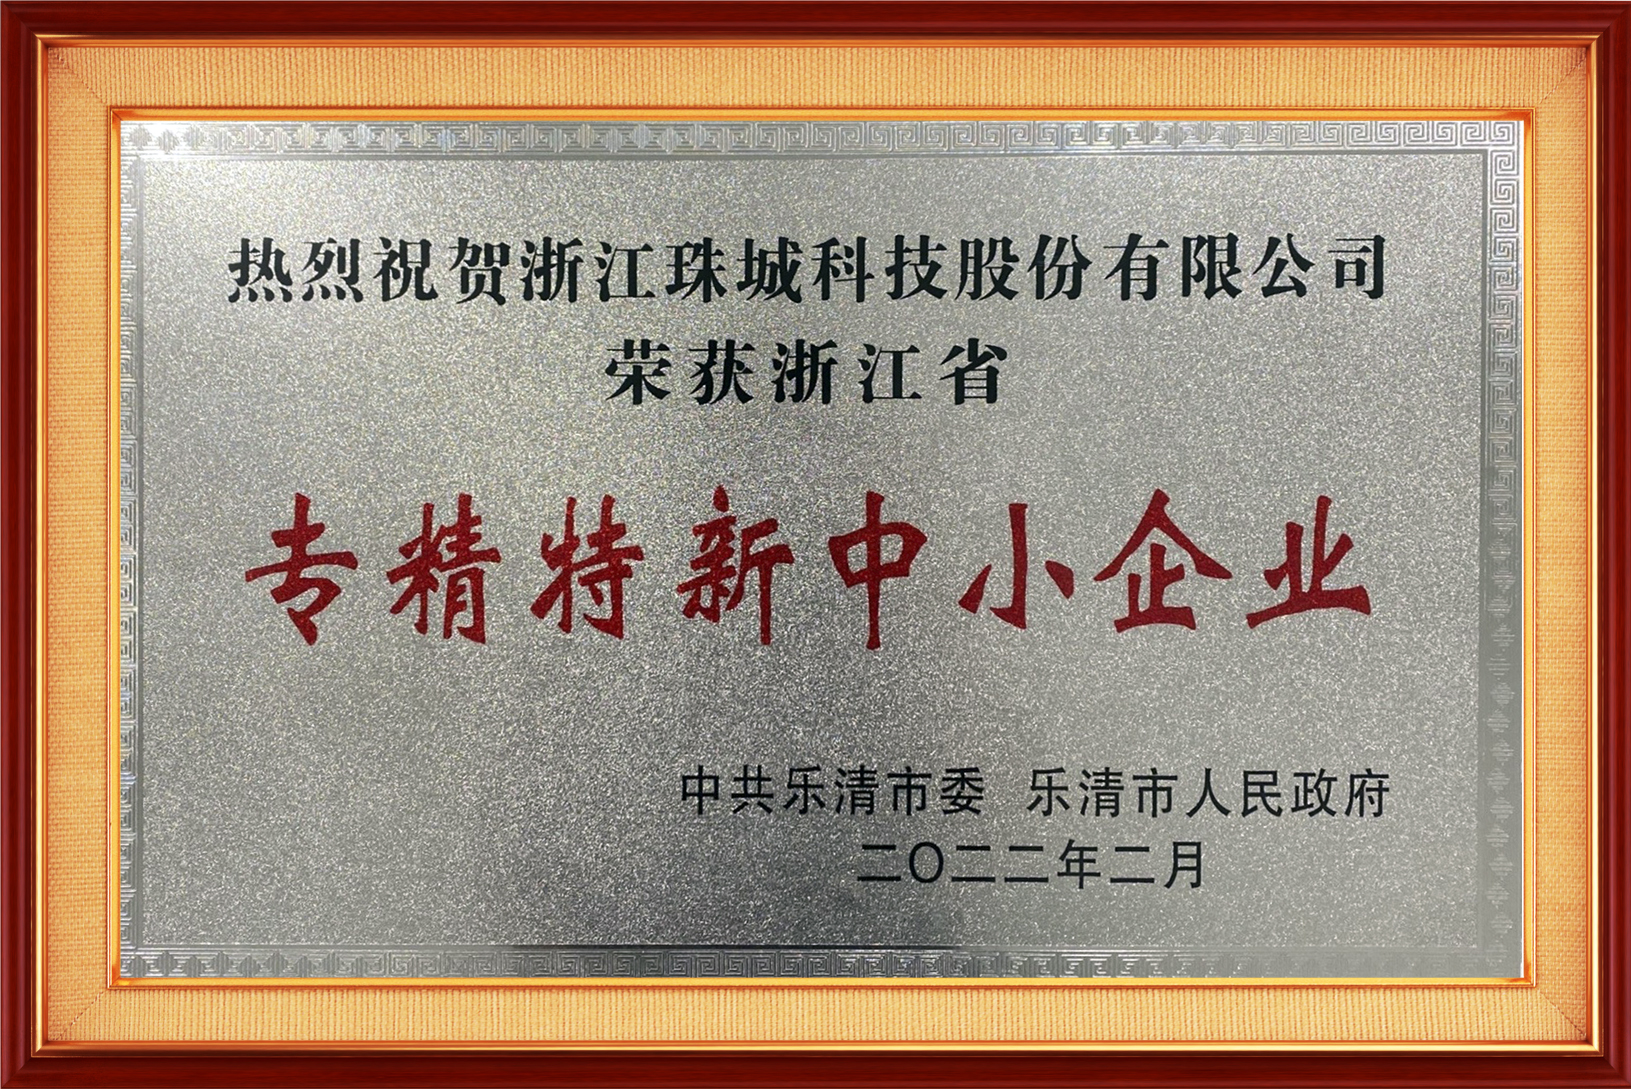 热烈祝贺浙江珠城科技股份有限公司
荣获浙江省
专精特新中小企业
中共乐清市委 乐清市人民政府
二〇二二年二月